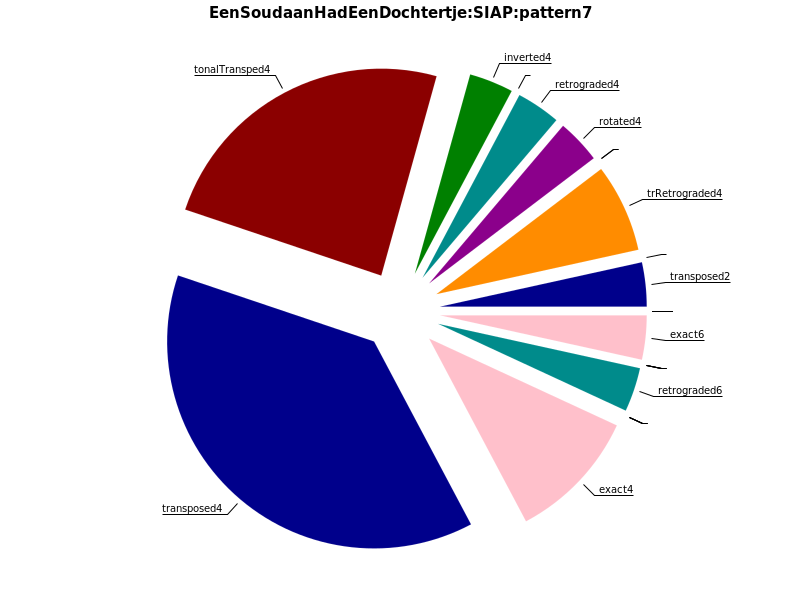 EenSoudaanHadEenDochtertje:SIAP:pattern7
inverted4
tonalTransped4
retrograded4
rotated4
trRetrograded4
transposed2
exact6
retrograded6
exact4
transposed4